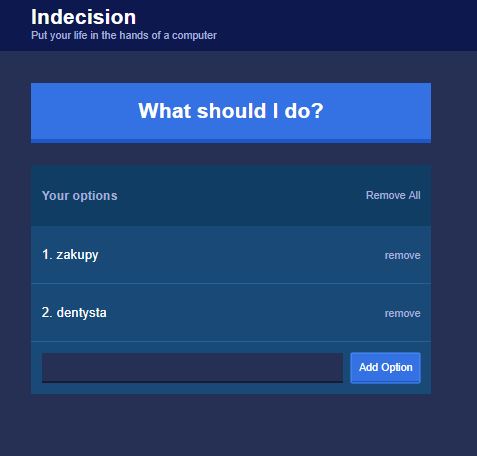 Indecision
Put your life in the hands of a computer
What should I do?
Your options Remove All
1. zakupy remove
2. dentysta remove
Add Option